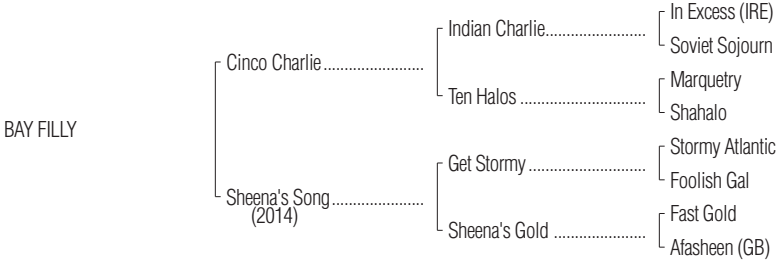 In Excess (IRE)
Indian Charlie.......................
Soviet Sojourn
Cinco Charlie.......................
Marquetry
Ten Halos.............................
Shahalo
BAY FILLY
Stormy Atlantic
Get Stormy...........................
Foolish Gal
Sheena's Song.....................
(2014)
Fast Gold
Sheena's Gold.....................
Afasheen (GB)